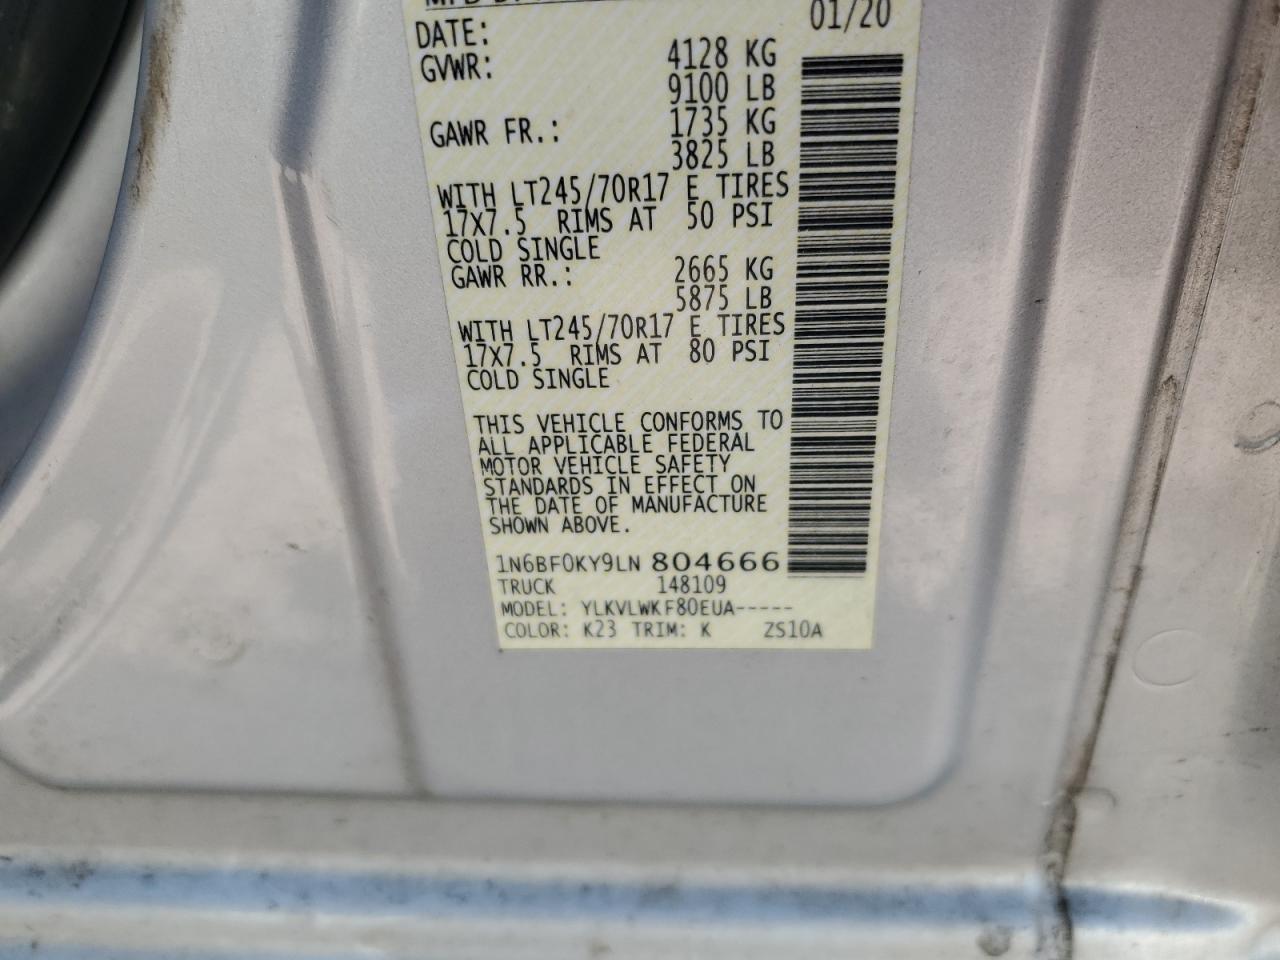 01/20
DATE:
GVWR: 4128 KG
9100 LB
GAWR FR.: 1735 KG
3825 LB
WITH LT245/70R17 E TIRES
17X7.5 RIMS AT 50 PSI
COLD SINGLE
GAWR RR.: 2665 KG
5875 LB
WITH LT245/70R17 E TIRES
17X7.5 RIMS AT 80 PSI
COLD SINGLE
THIS VEHICLE CONFORMS TO
ALL APPLICABLE FEDERAL
MOTOR VEHICLE SAFETY
STANDARDS IN EFFECT ON
THE DATE OF MANUFACTURE
SHOWN ABOVE.
1N6BF0KY9LN 804666
TRUCK 148109
MODEL: YLKVLWKF80EUA-----
COLOR: K23 TRIM: K ZS10A